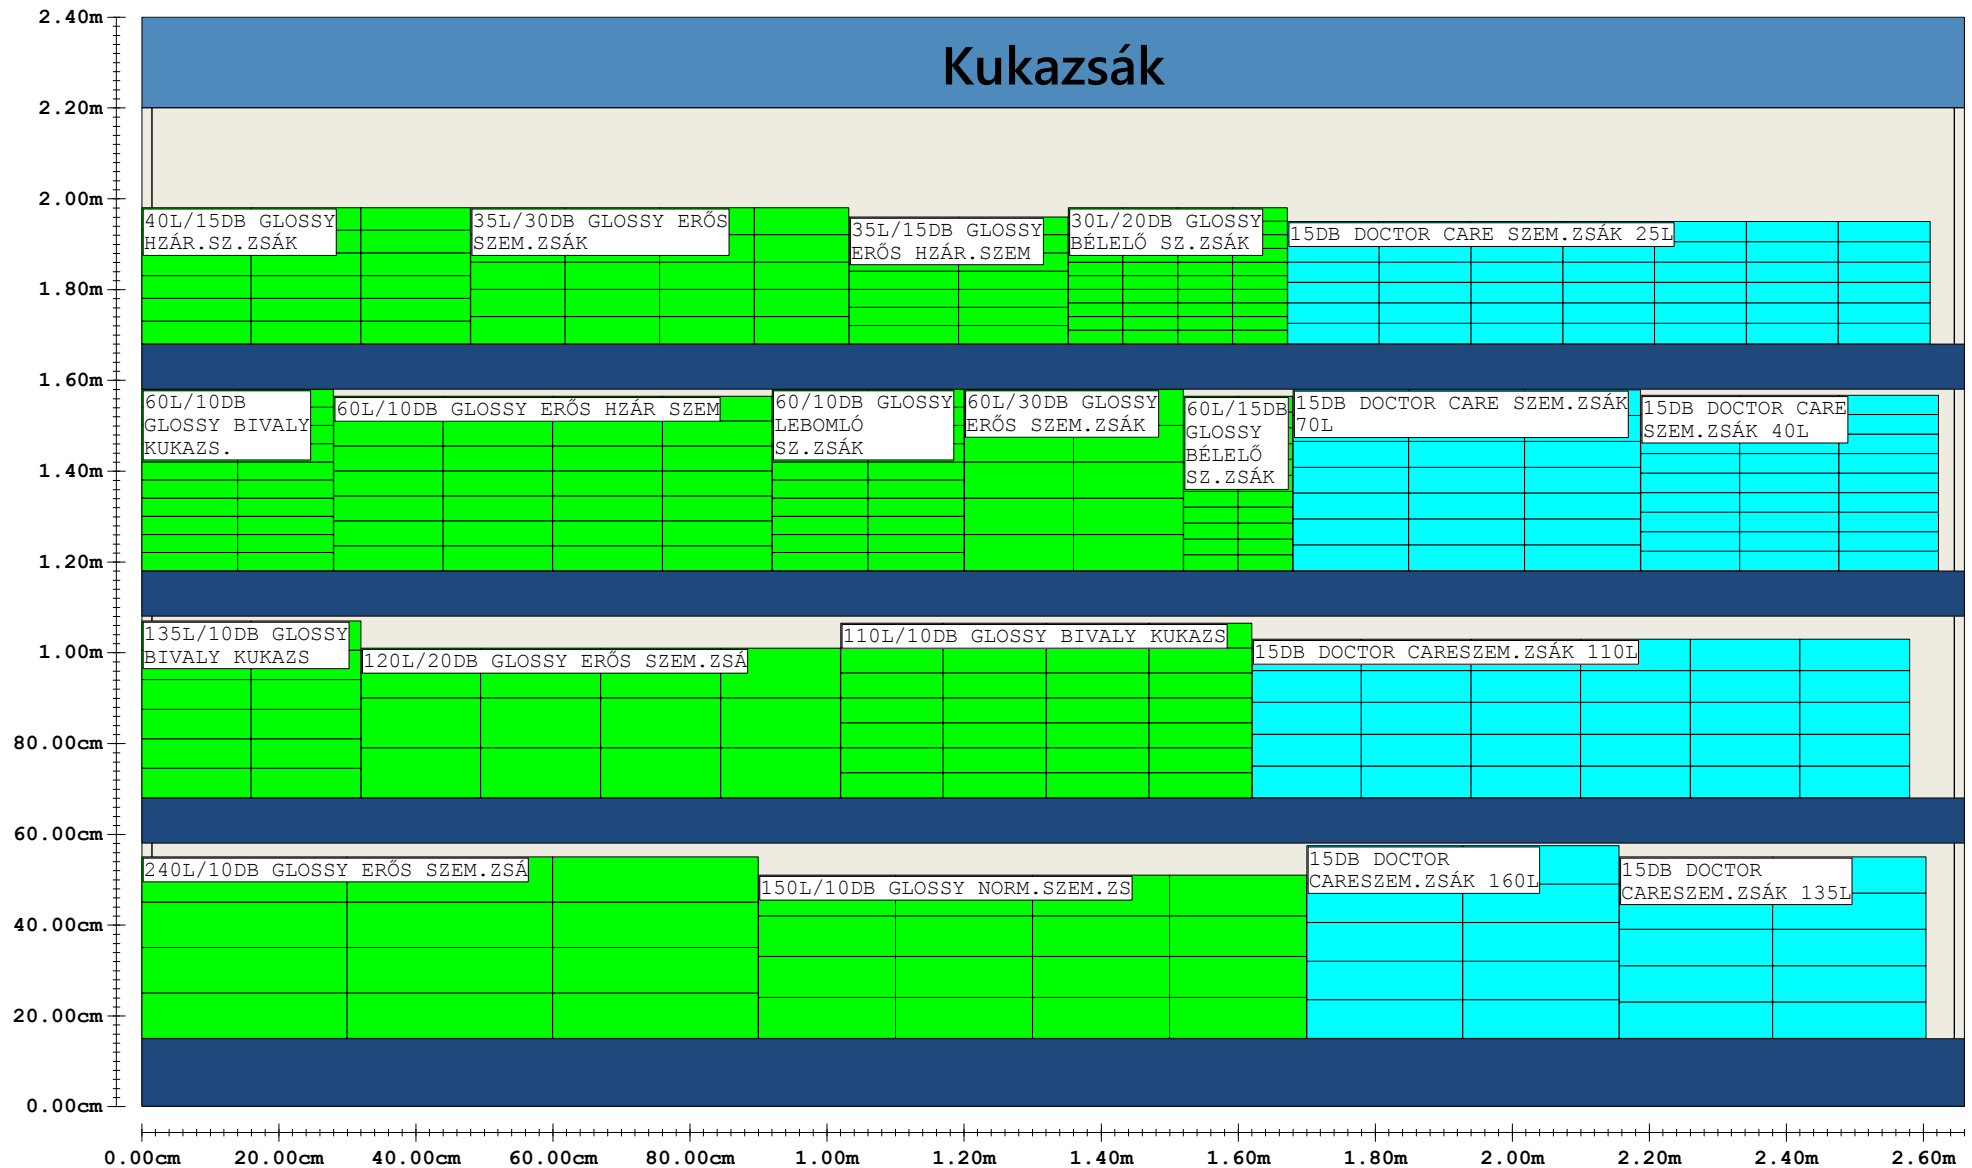 2.40m
Kukazsák
2.20m
2.00m
40L/15DB GLOSSY
HZÁR.SZ.ZSÁK
35L/30DB GLOSSY ERŐS
SZEM.ZSÁK
35L/15DB GLOSSY
ERŐS HZÁR.SZEM
30L/20DB GLOSSY
BÉLELŐ SZ.ZSÁK
15DB DOCTOR CARE SZEM.ZSÁK 25L
1.80m
1.60m
60L/10DB
GLOSSY BIVALY
KUKAZS.
60L/10DB GLOSSY ERŐS HZÁR SZEM
60/10DB GLOSSY
LEBOMLÓ
SZ.ZSÁK
60L/30DB GLOSSY
ERŐS SZEM.ZSÁK
60L/15DB
GLOSSY
BÉLELŐ
SZ.ZSÁK
15DB DOCTOR CARE SZEM.ZSÁK
70L
15DB DOCTOR CARE
SZEM.ZSÁK 40L
1.40m
1.20m
135L/10DB GLOSSY
BIVALY KUKAZS
120L/20DB GLOSSY ERŐS SZEM.ZSÁ
110L/10DB GLOSSY BIVALY KUKAZS
15DB DOCTOR CARESZEM.ZSÁK 110L
1.00m
80.00cm
60.00cm
240L/10DB GLOSSY ERŐS SZEM.ZSÁ
150L/10DB GLOSSY NORM.SZEM.ZS
15DB DOCTOR
CARESZEM.ZSÁK 160L
15DB DOCTOR
CARESZEM.ZSÁK 135L
40.00cm
20.00cm
0.00cm
0.00cm 20.00cm 40.00cm 60.00cm 80.00cm 1.00m 1.20m 1.40m 1.60m 1.80m 2.00m 2.20m 2.40m 2.60m